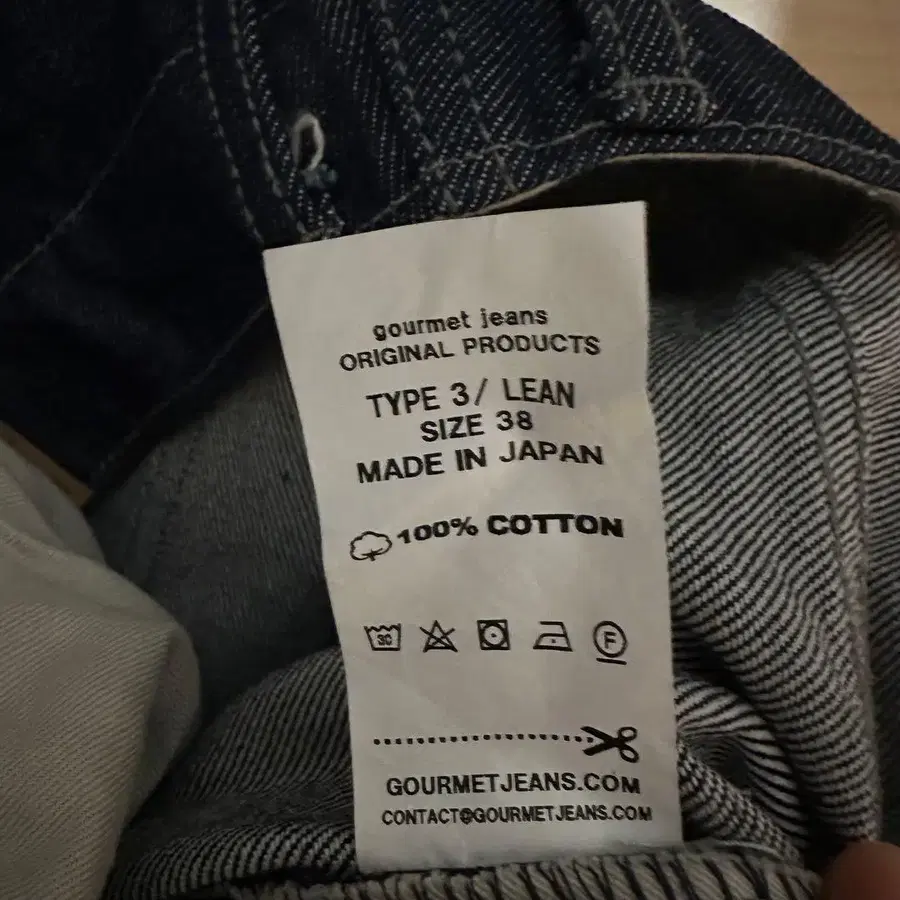 gourmet jeans
ORIGINAL PRODUCTS
TYPE 3/ LEAN
SIZE 38
MADE IN JAPAN
100% COTTON
30
F
GOURMETJEANS.COM
CONTACT@GOURMETJEANS.COM